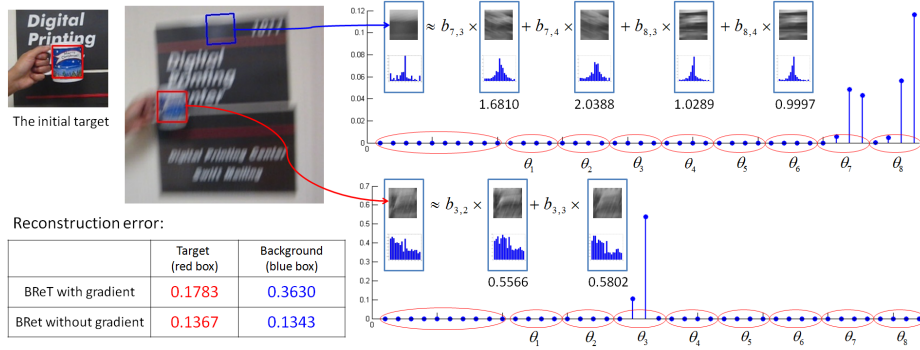 Digital
Printing
The initial target
1077
Digital
Printing
Center
Digital Printing Center
Swift Mailing
0.12
0.1
0.08
0.06
0.04
0.02
0
≈ b7,3 × + b7,4 × + b8,3 × + b8,4 ×
1.6810 2.0388 1.0289 0.9997
θ1 θ2 θ3 θ4 θ5 θ6 θ7 θ8
0.7
0.6
0.5
0.4
0.3
0.2
0.1
0
≈ b3,2 × + b3,3 ×
0.5566 0.5802
θ1 θ2 θ3 θ4 θ5 θ6 θ7 θ8
Reconstruction error:
Target Background
(red box) (blue box)
BReT with gradient 0.1783 0.3630
BRet without gradient 0.1367 0.1343